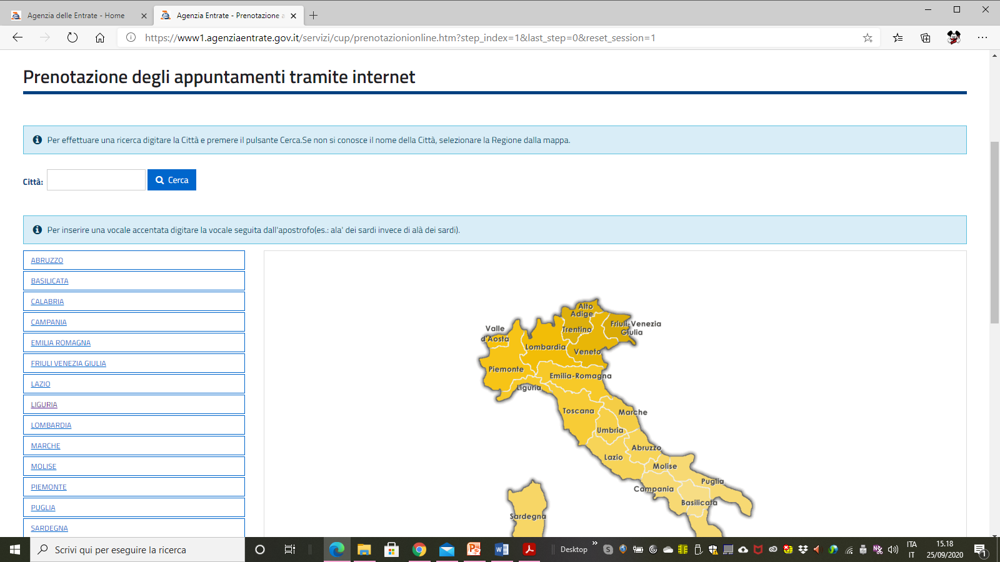 Agenzia delle Entrate - Home
Agenzia Entrate - Prenotazione a
https://www1.agenziaentrate.gov.it/servizi/cup/prenotazionionline.htm?step_index=1&last_step=0&reset_session=1
Prenotazione degli appuntamenti tramite internet
Per effettuare una ricerca digitare la Città e premere il pulsante Cerca.Se non si conosce il nome della Città, selezionare la Regione dalla mappa.
Città:
Cerca
Per inserire una vocale accentata digitare la vocale seguita dall'apostrofo(es.: ala' dei sardi invece di alà dei sardi).
ABRUZZO
BASILICATA
CALABRIA
CAMPANIA
EMILIA ROMAGNA
FRIULI VENEZIA GIULIA
LAZIO
LIGURIA
LOMBARDIA
MARCHE
MOLISE
PIEMONTE
PUGLIA
SARDEGNA
Alto
Adige
Trentino
Friuli-Venezia
Giulia
Valle
d'Aosta
Lombardia
Veneto
Piemonte
Emilia-Romagna
Liguria
Toscana
Marche
Umbria
Abruzzo
Lazio
Molise
Puglia
Campania
Basilicata
Sardegna
Scrivi qui per eseguire la ricerca
Desktop
ITA
IT
15.18
25/09/2020
1